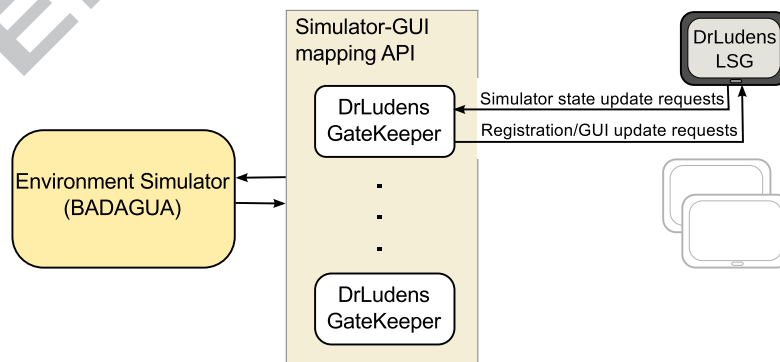 Simulator-GUI
mapping API
DrLudens
LSG
DrLudens
GateKeeper
Simulator state update requests
Registration/GUI update requests
Environment Simulator
(BADAGUA)
DrLudens
GateKeeper